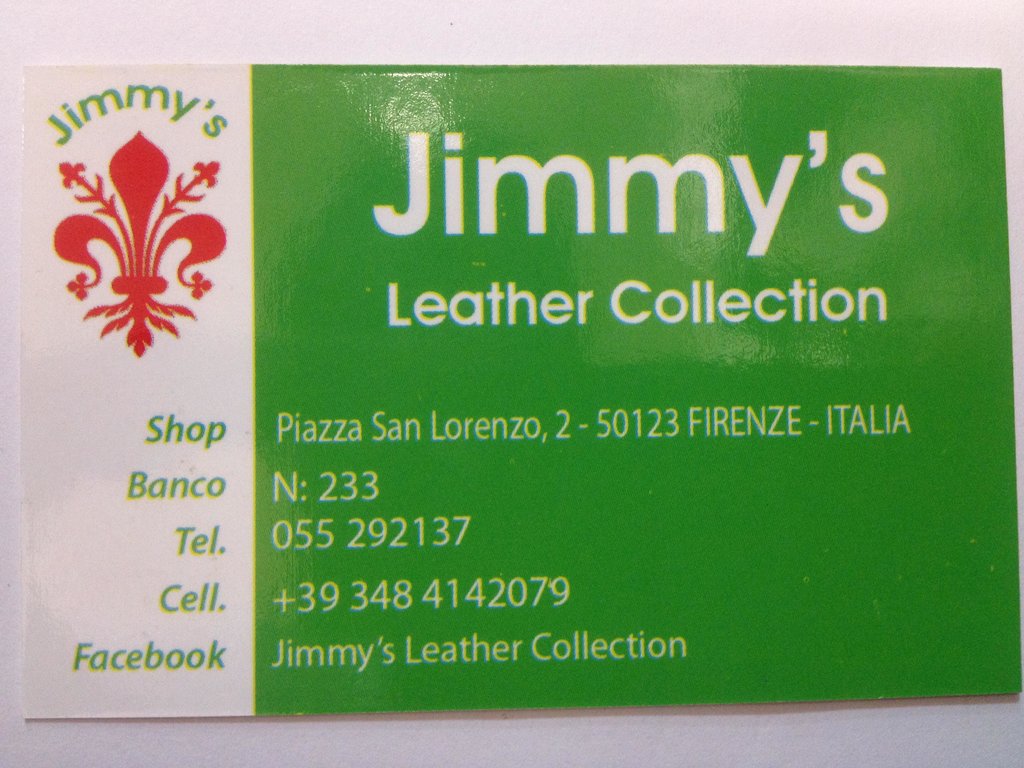 Jimmy's
Jimmy's
Leather Collection
Shop Piazza San Lorenzo, 2 - 50123 FIRENZE - ITALIA
Banco N: 233
Tel. 055 292137
Cell. +39 348 4142079
Facebook Jimmy's Leather Collection